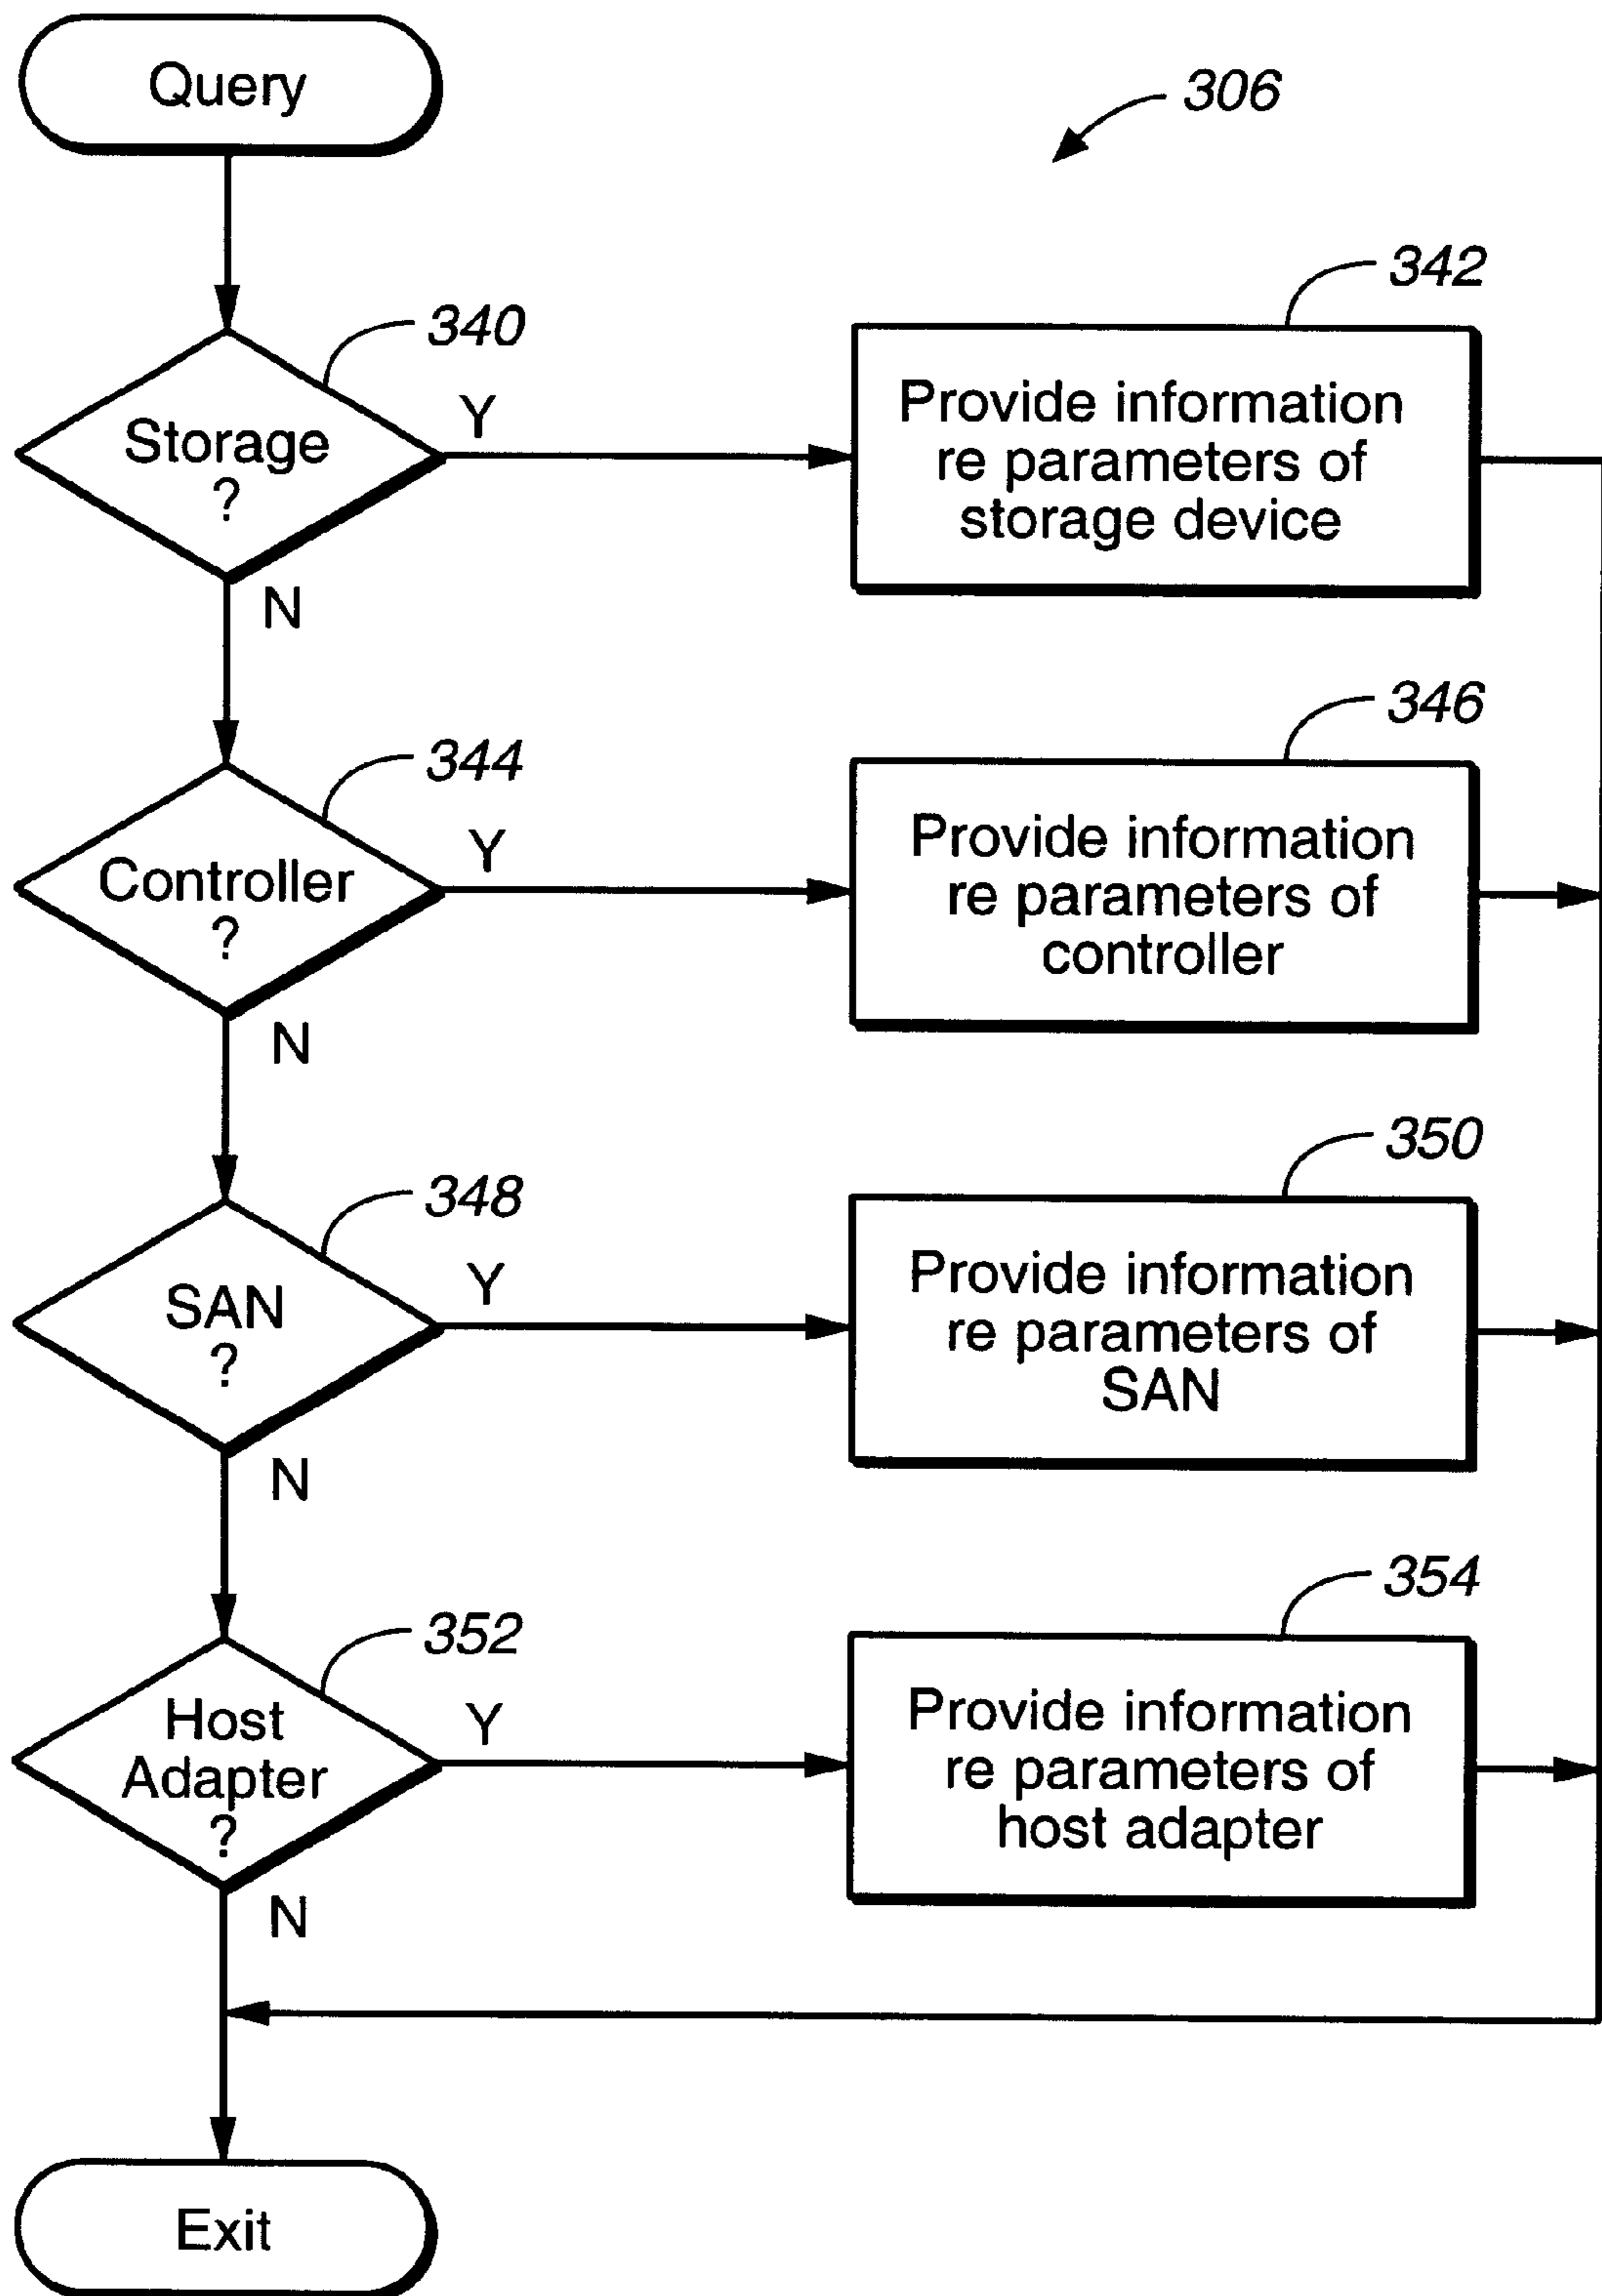 Query
306
340
Storage
?
Y
N
342
Provide information
re parameters of
storage device
344
Controller
?
Y
N
346
Provide information
re parameters of
controller
348
SAN
?
Y
N
350
Provide information
re parameters of
SAN
352
Host
Adapter
?
Y
N
354
Provide information
re parameters of
host adapter
Exit